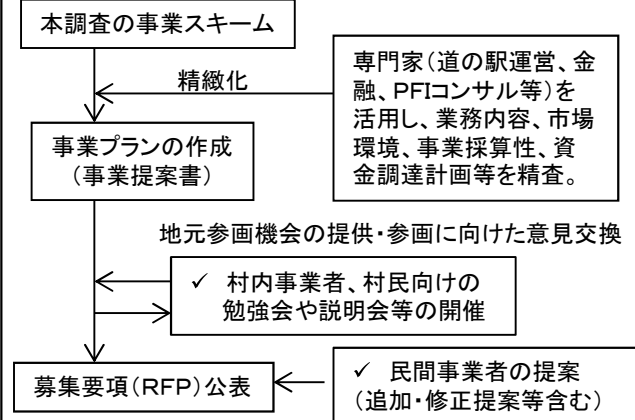 本調査の事業スキーム
精緻化
専門家(道の駅運営、金
融、PFIコンサル等)を
活用し、業務内容、市場
環境、事業採算性、資
金調達計画等を精査。
事業プランの作成
(事業提案書)
地元参画機会の提供・参画に向けた意見交換
✓ 村内事業者、村民向けの
勉強会や説明会等の開催
募集要項(RFP)公表
✓ 民間事業者の提案
(追加・修正提案等含む)